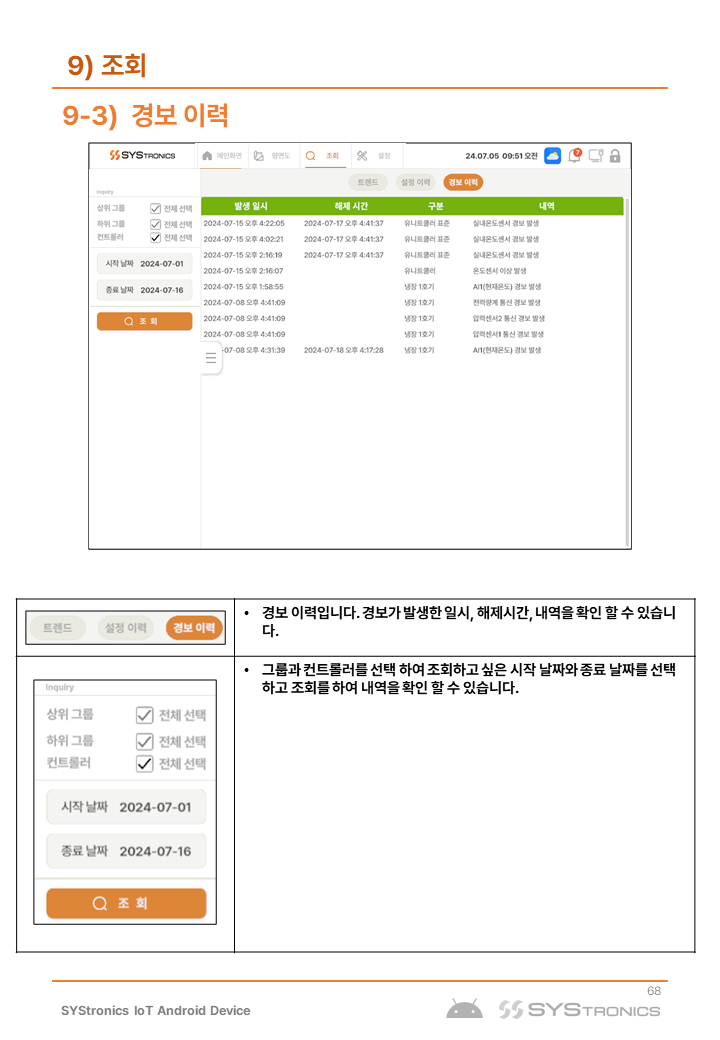 9) 조회
9-3) 경보 이력
SYSTRONICS 메인화면 평면도 조회 설정 24.07.05 09:51 오전 7
트렌드 설정 이력 경보 이력
Inquiry
상위 그룹 전체 선택
하위 그룹 전체 선택
컨트롤러 전체 선택
시작 날짜 2024-07-01
종료 날짜 2024-07-16
조 회
발생 일시 해제 시간 구분 내역
2024-07-15 오후 4:22:05 2024-07-17 오후 4:41:37 유니트쿨러 표준 실내온도센서 경보 발생
2024-07-15 오후 4:02:21 2024-07-17 오후 4:41:37 유니트쿨러 표준 실내온도센서 경보 발생
2024-07-15 오후 2:16:19 2024-07-17 오후 4:41:37 유니트쿨러 표준 실내온도센서 경보 발생
2024-07-15 오후 2:16:07 유니트쿨러 온도센서 이상 발생
2024-07-15 오후 1:58:55 냉장 1호기 AI1(현재온도) 경보 발생
2024-07-08 오후 4:41:09 냉장 1호기 전력량계 통신 경보 발생
2024-07-08 오후 4:41:09 냉장 1호기 압력센서2 통신 경보 발생
2024-07-08 오후 4:41:09 냉장 1호기 압력센서1 통신 경보 발생
-07-08 오후 4:31:39 2024-07-18 오후 4:17:28 냉장 1호기 AI1(현재온도) 경보 발생
트렌드 설정 이력 경보 이력
• 경보 이력입니다. 경보가 발생한 일시, 해제시간, 내역을 확인 할 수 있습니
다.
Inquiry
상위 그룹 전체 선택
하위 그룹 전체 선택
컨트롤러 전체 선택
시작 날짜 2024-07-01
종료 날짜 2024-07-16
조 회
• 그룹과 컨트롤러를 선택 하여 조회하고 싶은 시작 날짜와 종료 날짜를 선택
하고 조회를 하여 내역을 확인 할 수 있습니다.
68
SYStronics IoT Android Device
SYSTRONICS